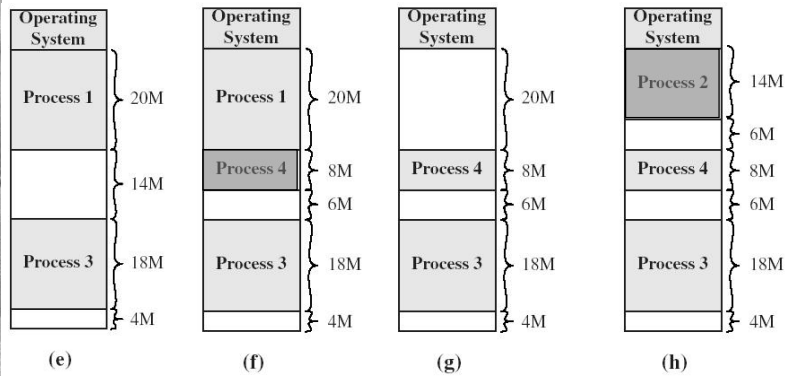 Operating
System
Process 1
20M
14M
Process 3
18M
4M
(e)
Operating
System
Process 1
20M
Process 4
8M
6M
Process 3
18M
4M
(f)
Operating
System
20M
Process 4
8M
6M
Process 3
18M
4M
(g)
Operating
System
Process 2
14M
6M
Process 4
8M
6M
Process 3
18M
4M
(h)